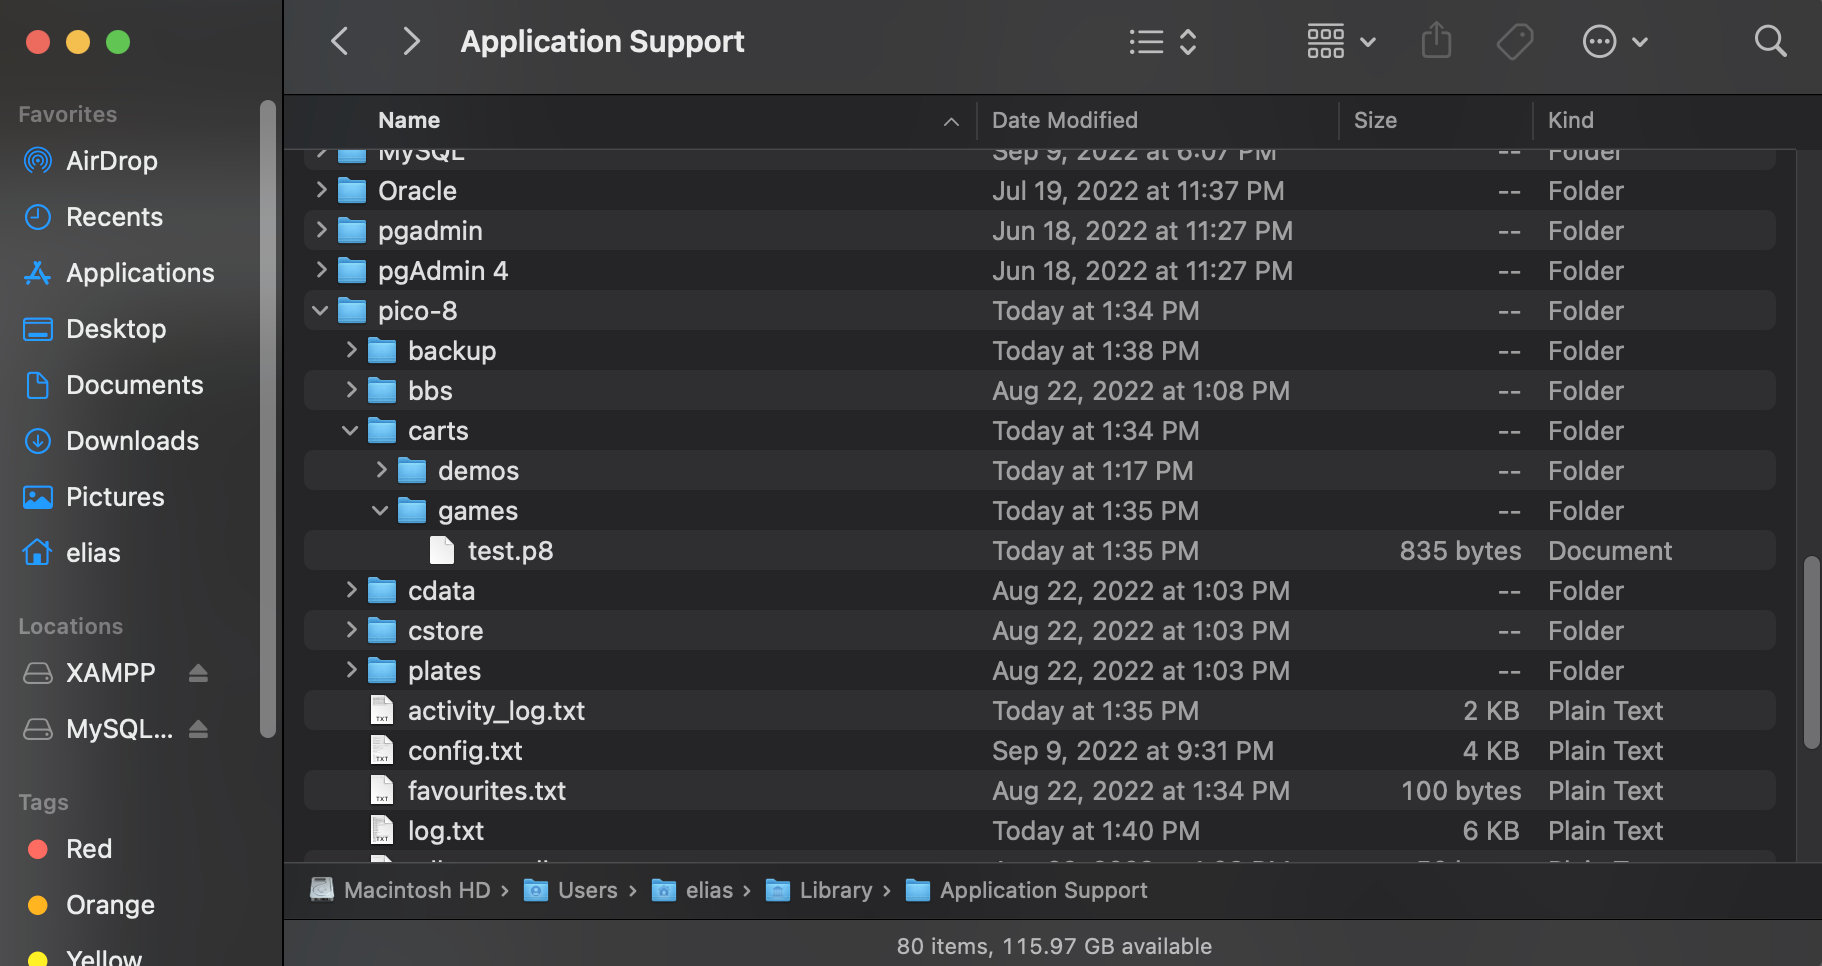 Application Support
Favorites
AirDrop
Recents
Applications
Desktop
Documents
Downloads
Pictures
elias
Locations
XAMPP
MySQL...
Tags
Red
Orange
Yellow
Name Date Modified Size Kind
MySQL Sep 9, 2022 at 6:07 PM -- Folder
Oracle Jul 19, 2022 at 11:37 PM -- Folder
pgadmin Jun 18, 2022 at 11:27 PM -- Folder
pgAdmin 4 Jun 18, 2022 at 11:27 PM -- Folder
pico-8 Today at 1:34 PM -- Folder
backup Today at 1:38 PM -- Folder
bbs Aug 22, 2022 at 1:08 PM -- Folder
carts Today at 1:34 PM -- Folder
demos Today at 1:17 PM -- Folder
games Today at 1:35 PM -- Folder
test.p8 Today at 1:35 PM 835 bytes Document
cdata Aug 22, 2022 at 1:03 PM -- Folder
cstore Aug 22, 2022 at 1:03 PM -- Folder
plates Aug 22, 2022 at 1:03 PM -- Folder
activity_log.txt Today at 1:35 PM 2 KB Plain Text
config.txt Sep 9, 2022 at 9:31 PM 4 KB Plain Text
favourites.txt Aug 22, 2022 at 1:34 PM 100 bytes Plain Text
log.txt Today at 1:40 PM 6 KB Plain Text
Macintosh HD › Users › elias › Library › Application Support
80 items, 115.97 GB available